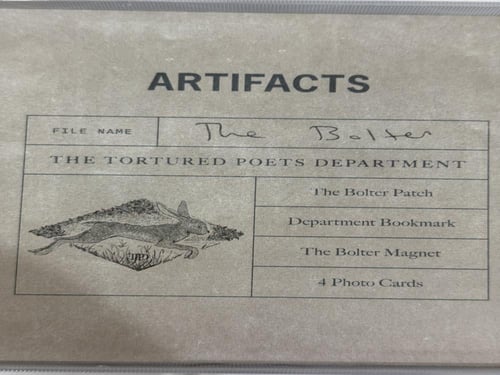 ARTIFACTS
FILE NAME The Bolter
THE TORTURED POETS DEPARTMENT
The Bolter Patch
Department Bookmark
The Bolter Magnet
4 Photo Cards